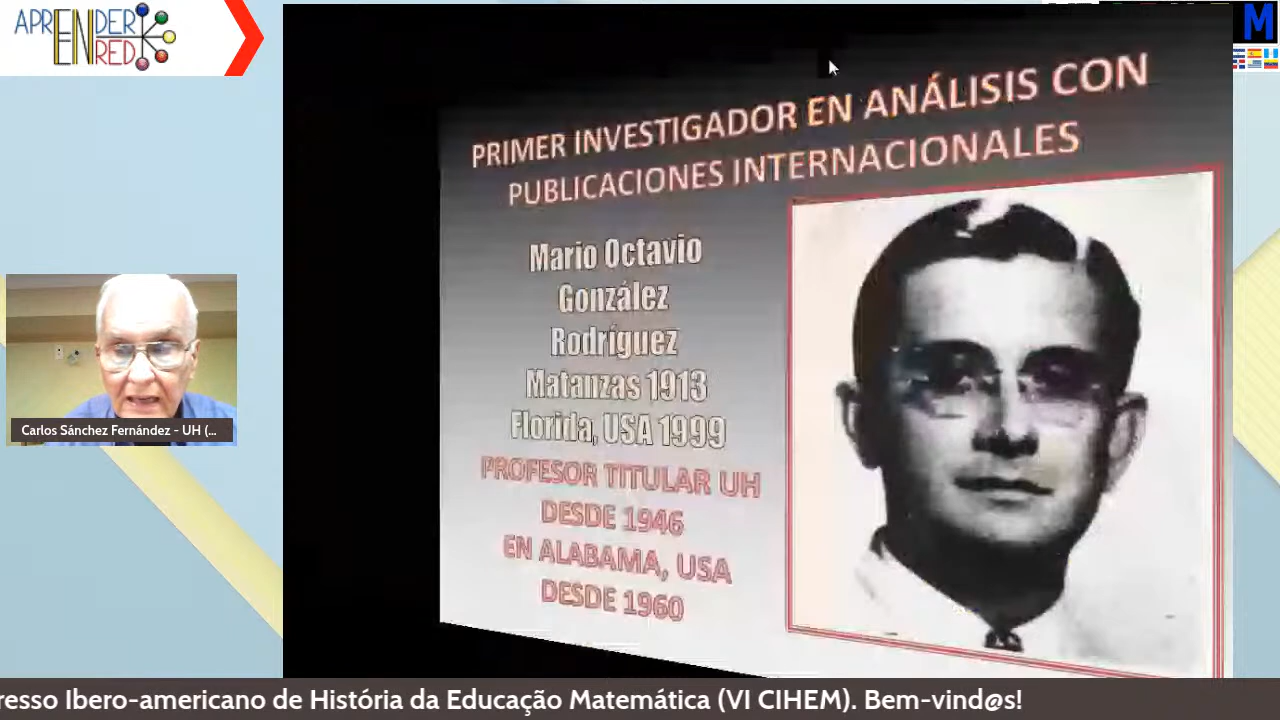 APRENDER
EN RED
M
PRIMER INVESTIGADOR EN ANÁLISIS CON
PUBLICACIONES INTERNACIONALES
Mario Octavio
González
Rodríguez
Matanzas 1913
Florida, USA 1999
PROFESOR TITULAR UH
DESDE 1946
EN ALABAMA, USA
DESDE 1960
Carlos Sánchez Fernández - UH (...
resso Ibero-americano de História da Educação Matemática (VI CIHEM). Bem-vind@s!